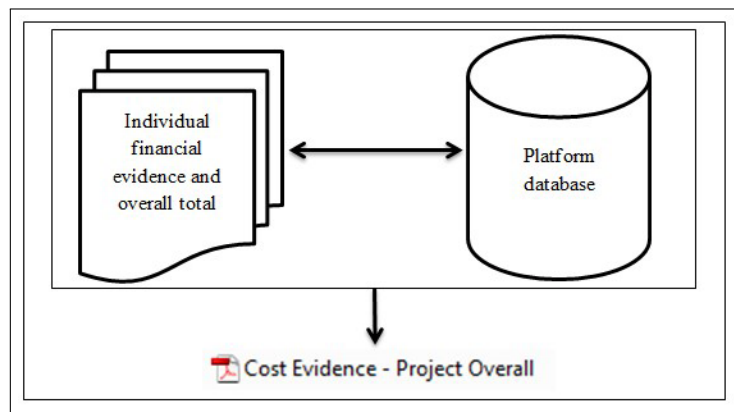 Individual
financial
evidence and
overall total
Platform
database
Cost Evidence - Project Overall